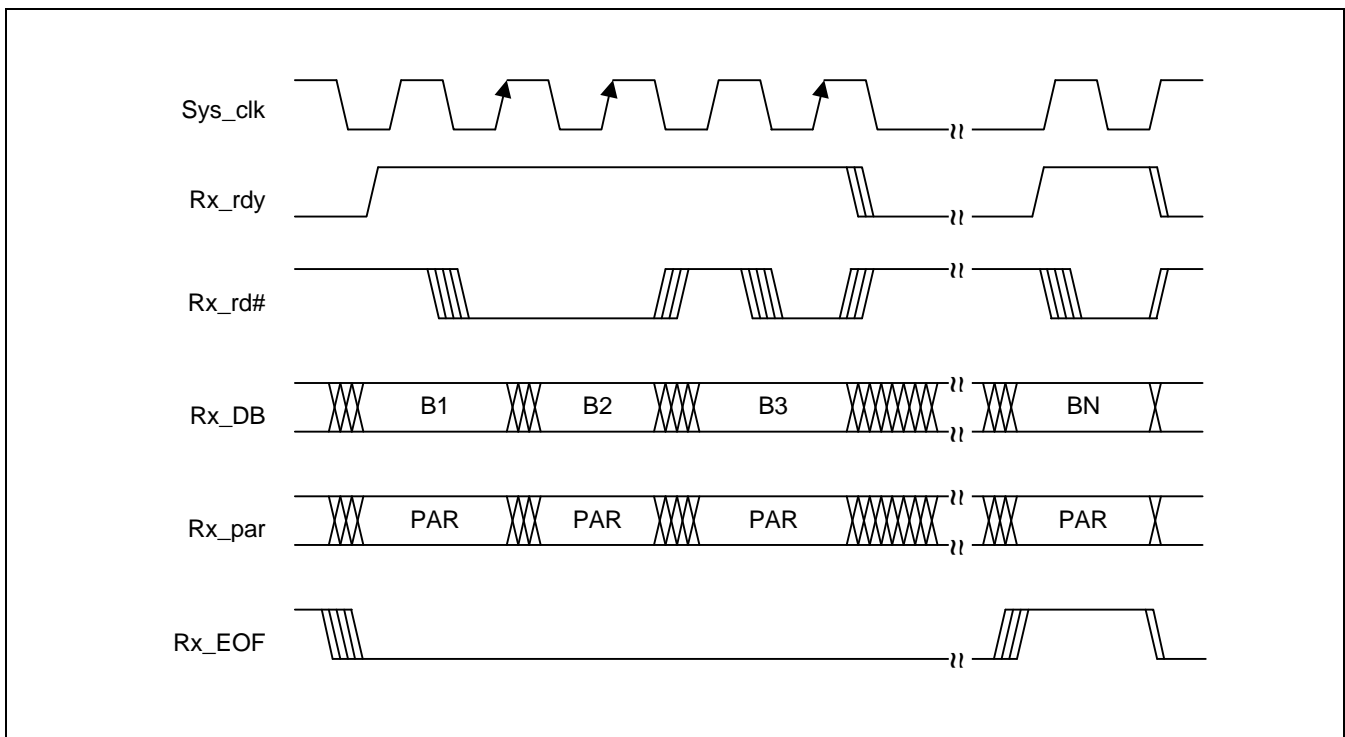 Sys_clk
Rx_rdy
Rx_rd#
Rx_DB B1 B2 B3 BN
Rx_par PAR PAR PAR PAR
Rx_EOF